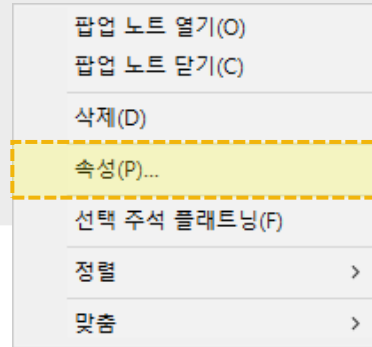 팝업 노트 열기(O)
팝업 노트 닫기(C)
삭제(D)
속성(P)...
선택 주석 플래트닝(F)
정렬
맞춤